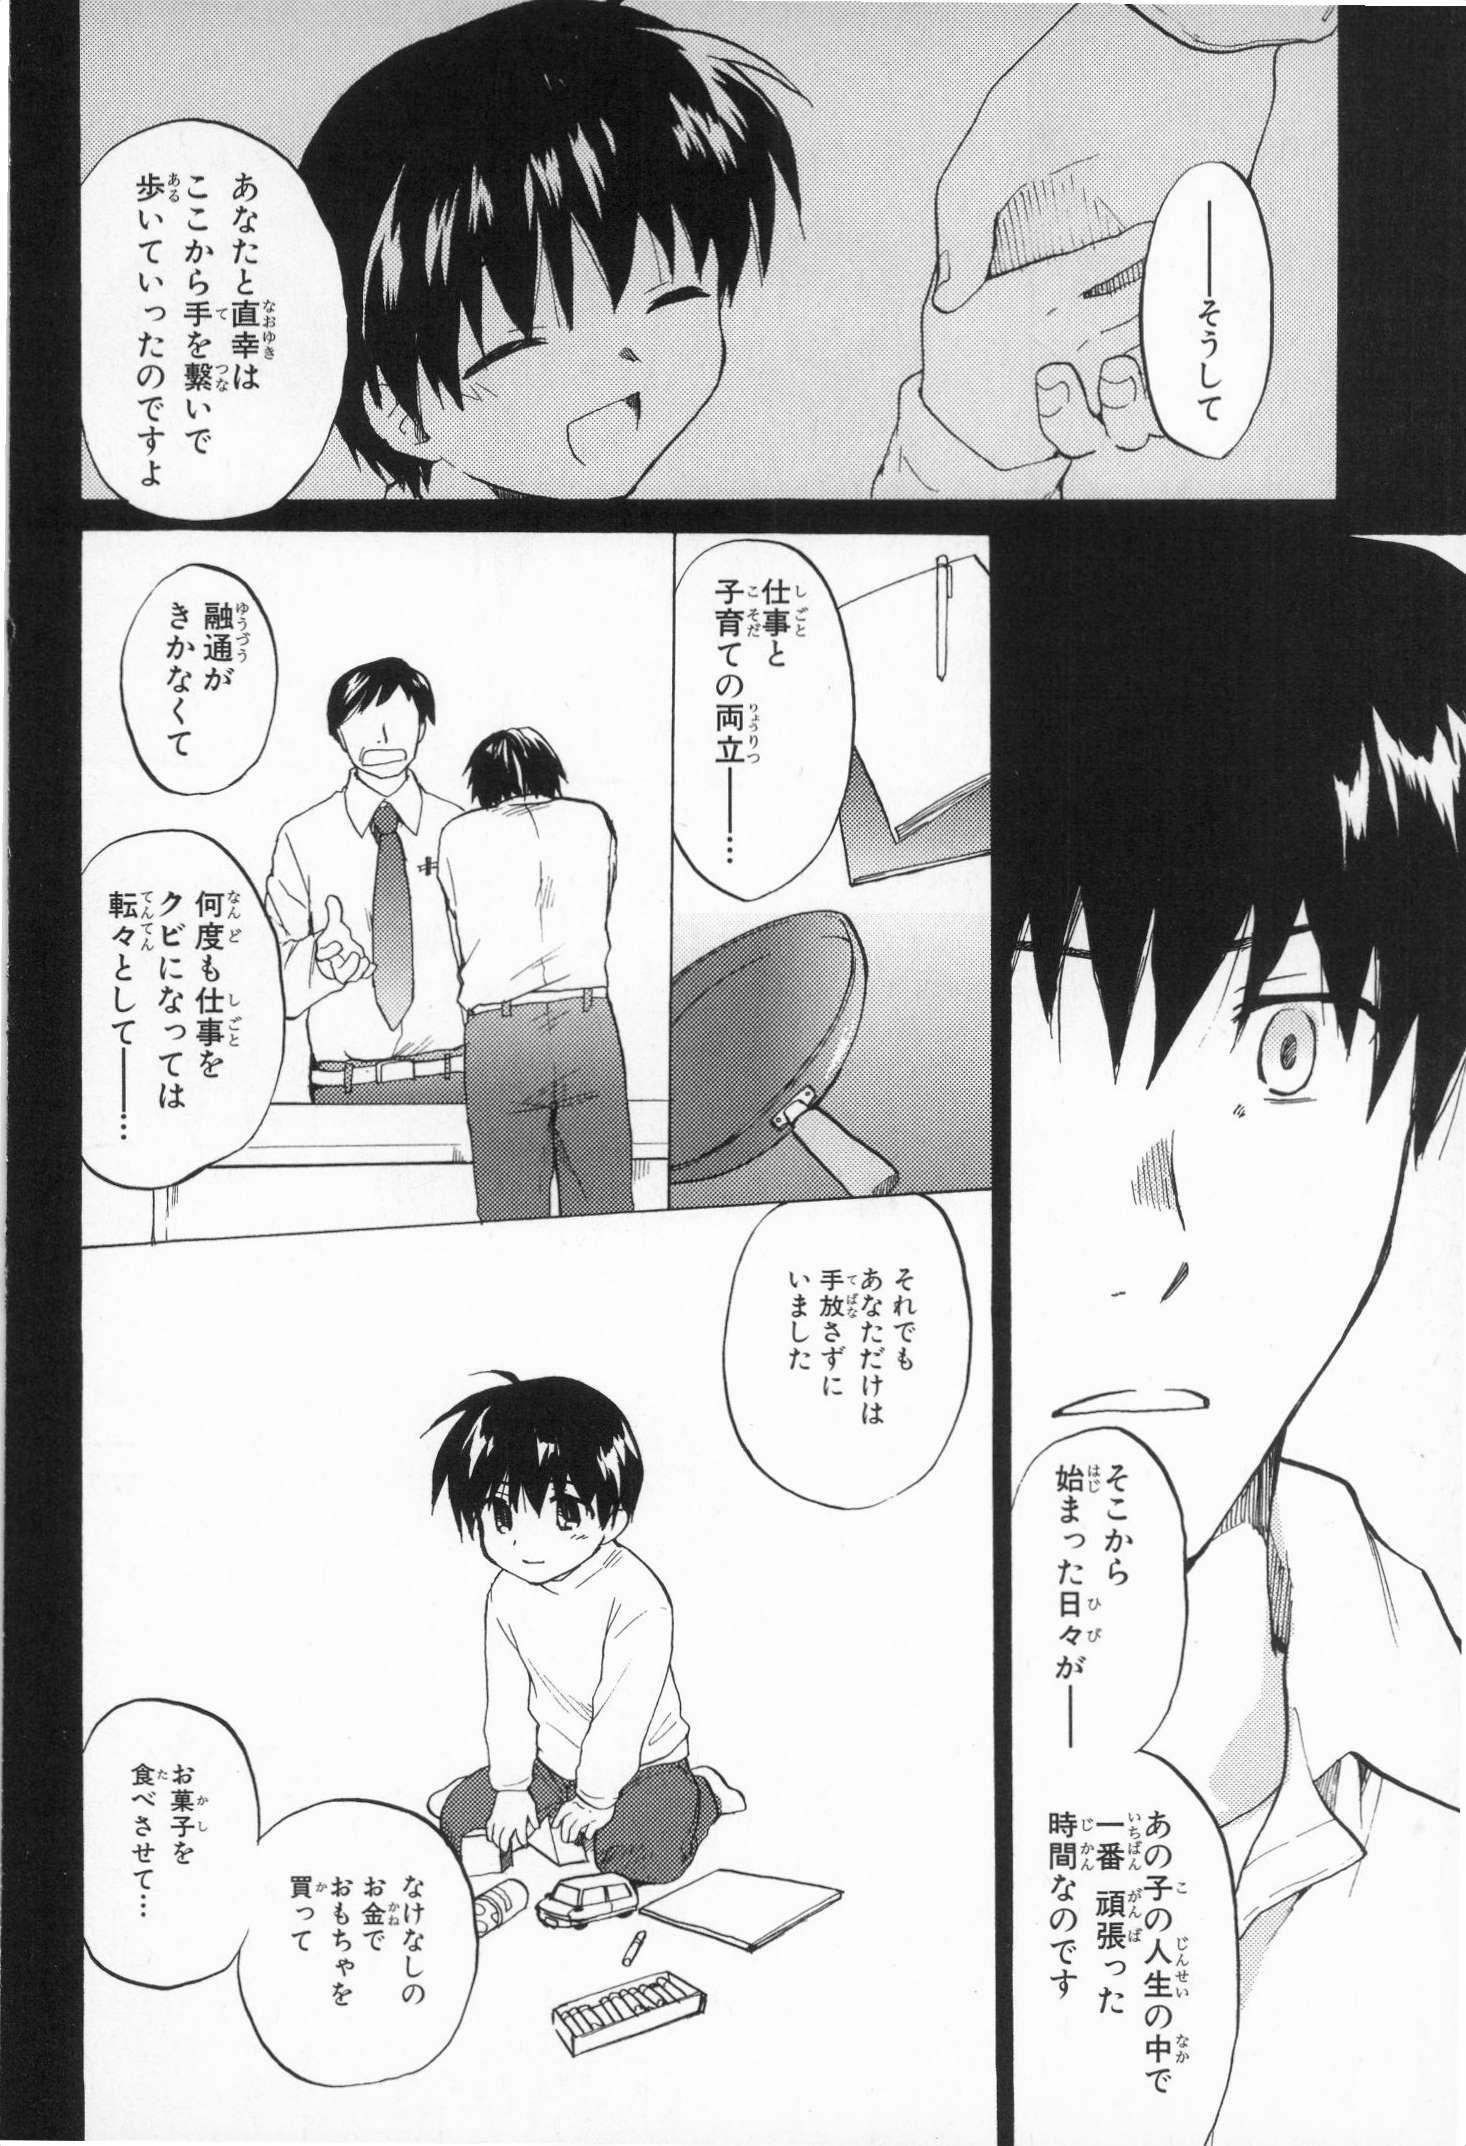 ――そうして
あなたと直幸は
ここから手を繋いで
歩いていったのですよ
そこから
始まった日々が―
あの子の人生の中で
一番 頑張った
時間なのです
仕事と
子育ての両立――…
融通が
きかなくて
何度も仕事を
クビになっては
転々として――…
それでも
あなただけは
手放さずに
いました
なけなしの
お金で
おもちゃを
買って
お菓子を
食べさせて…